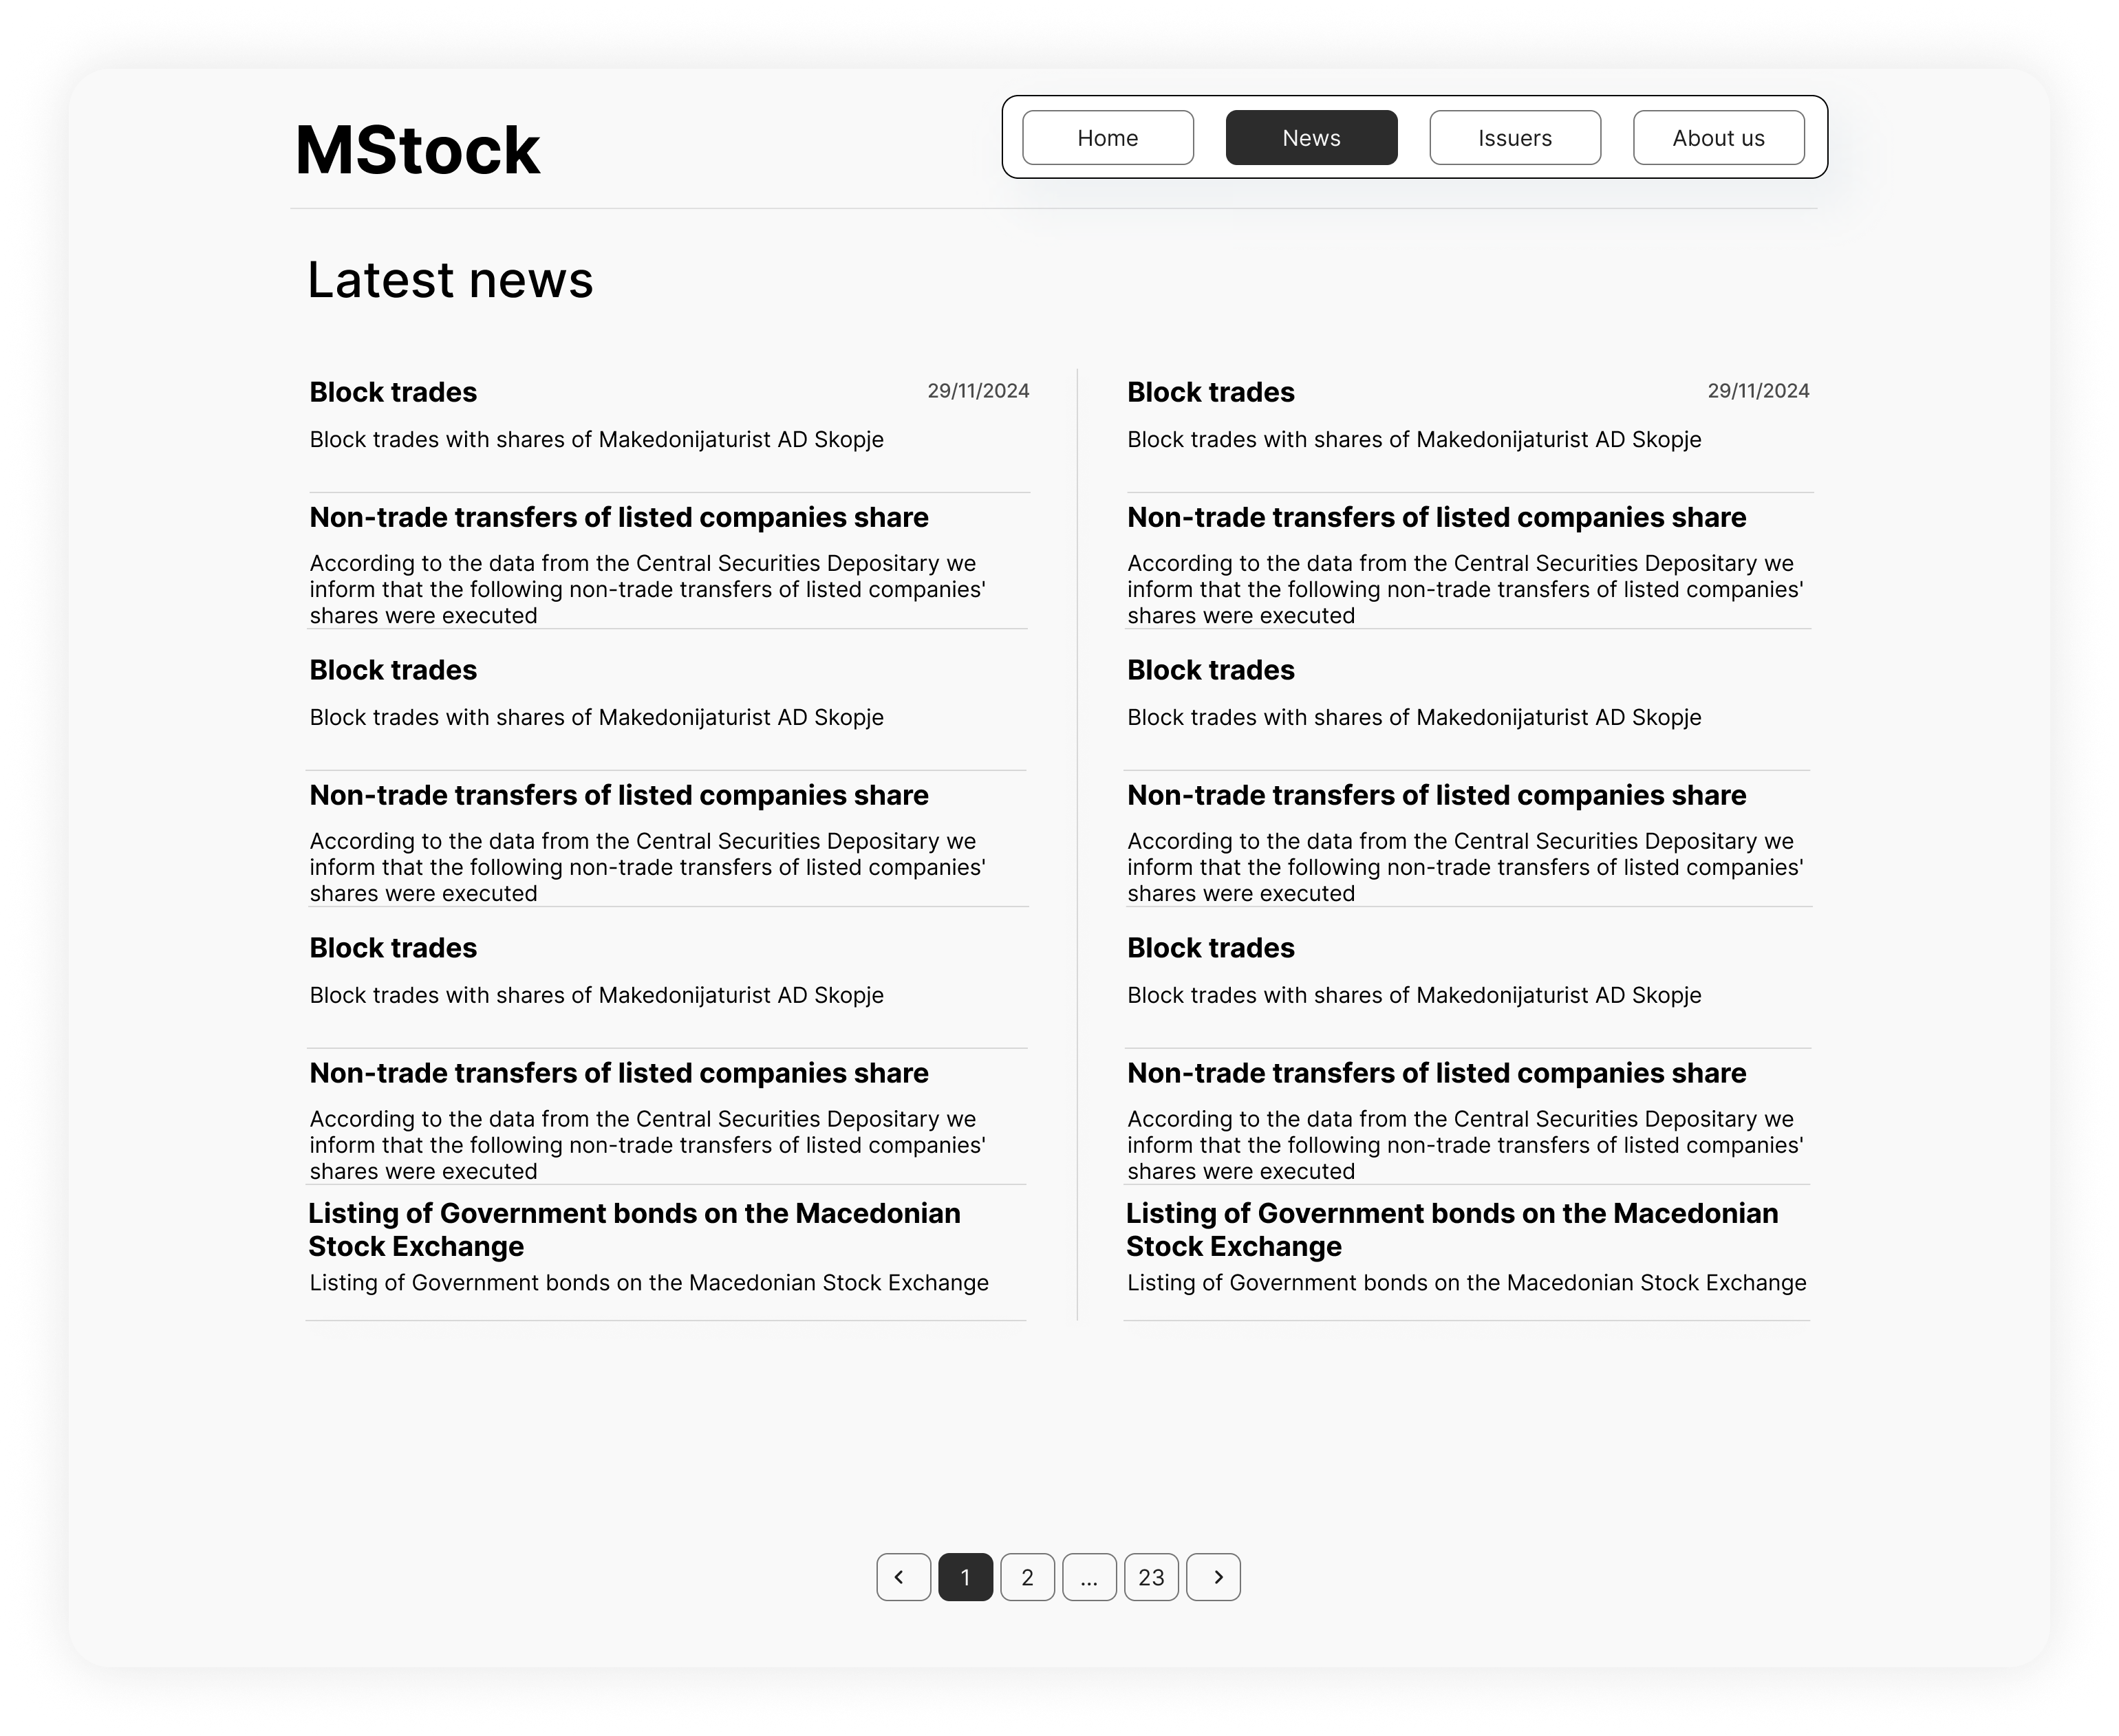 MStock
Home
News
Issuers
About us
Latest news
Block trades
29/11/2024
Block trades with shares of Makedonijaturist AD Skopje
Non-trade transfers of listed companies share
According to the data from the Central Securities Depositary we
inform that the following non-trade transfers of listed companies'
shares were executed
Block trades
Block trades with shares of Makedonijaturist AD Skopje
Non-trade transfers of listed companies share
According to the data from the Central Securities Depositary we
inform that the following non-trade transfers of listed companies'
shares were executed
Block trades
Block trades with shares of Makedonijaturist AD Skopje
Non-trade transfers of listed companies share
According to the data from the Central Securities Depositary we
inform that the following non-trade transfers of listed companies'
shares were executed
Listing of Government bonds on the Macedonian
Stock Exchange
Listing of Government bonds on the Macedonian Stock Exchange
Block trades
29/11/2024
Block trades with shares of Makedonijaturist AD Skopje
Non-trade transfers of listed companies share
According to the data from the Central Securities Depositary we
inform that the following non-trade transfers of listed companies'
shares were executed
Block trades
Block trades with shares of Makedonijaturist AD Skopje
Non-trade transfers of listed companies share
According to the data from the Central Securities Depositary we
inform that the following non-trade transfers of listed companies'
shares were executed
Block trades
Block trades with shares of Makedonijaturist AD Skopje
Non-trade transfers of listed companies share
According to the data from the Central Securities Depositary we
inform that the following non-trade transfers of listed companies'
shares were executed
Listing of Government bonds on the Macedonian
Stock Exchange
Listing of Government bonds on the Macedonian Stock Exchange
1
2
...
23